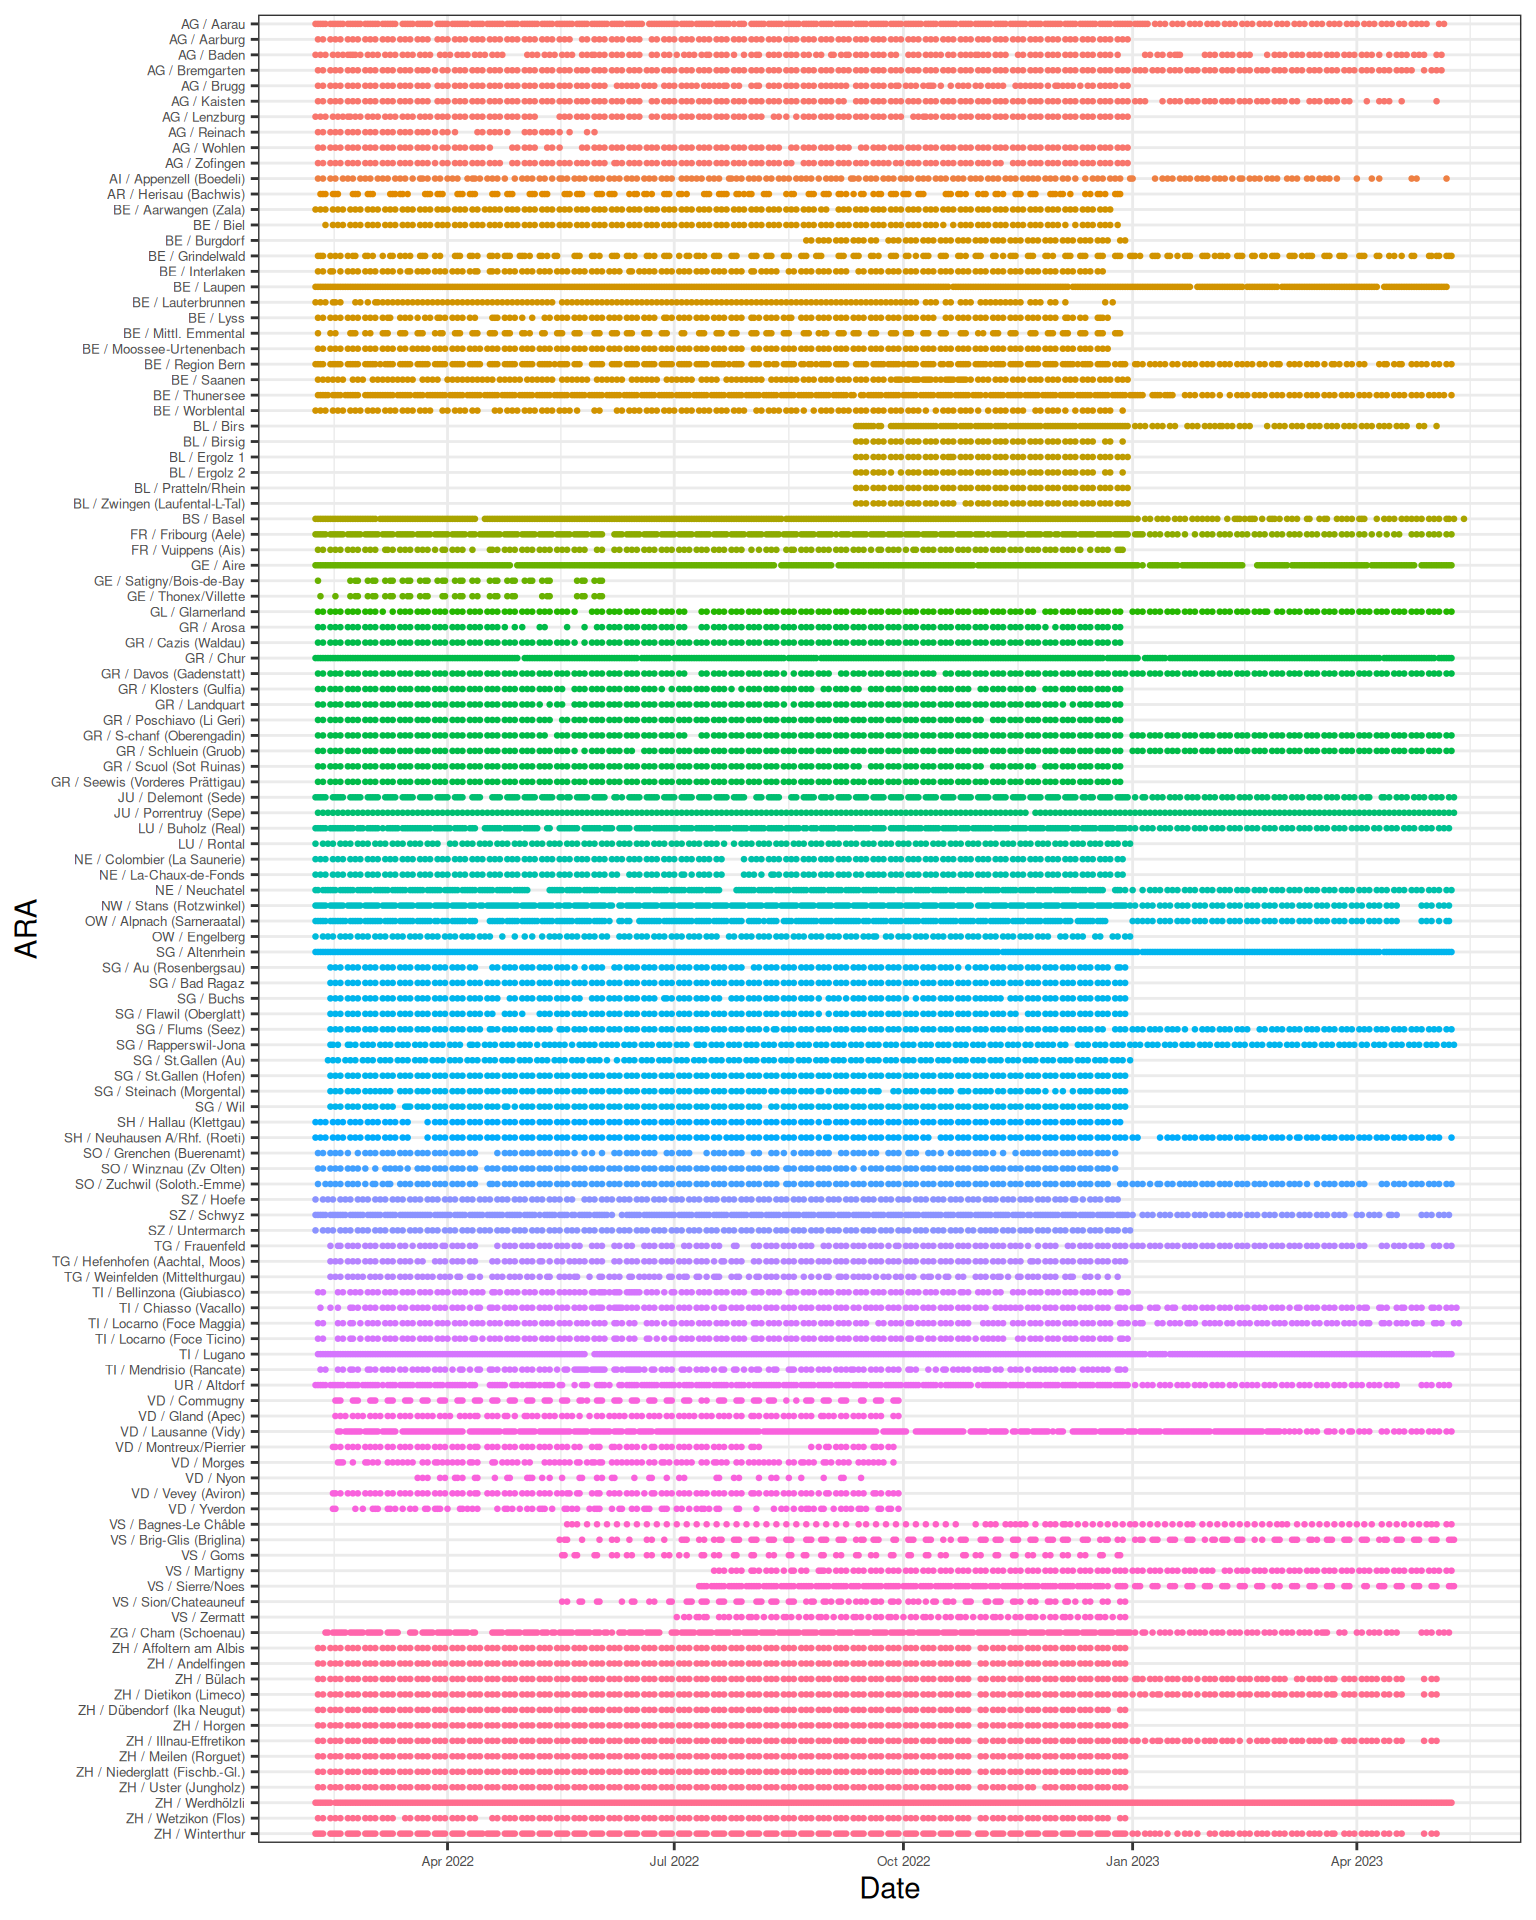 AG / Aarau
AG / Aarburg
AG / Baden
AG / Bremgarten
AG / Brugg
AG / Kaisten
AG / Lenzburg
AG / Reinach
AG / Wohlen
AG / Zofingen
AI / Appenzell (Boedeli)
AR / Herisau (Bachwis)
BE / Aarwangen (Zala)
BE / Biel
BE / Burgdorf
BE / Grindelwald
BE / Interlaken
BE / Laupen
BE / Lauterbrunnen
BE / Lyss
BE / Mittl. Emmental
BE / Moossee-Urtenenbach
BE / Region Bern
BE / Saanen
BE / Thunersee
BE / Worblental
BL / Birs
BL / Birsig
BL / Ergolz 1
BL / Ergolz 2
BL / Pratteln/Rhein
BL / Zwingen (Laufental-L-Tal)
BS / Basel
FR / Fribourg (Aele)
FR / Vuippens (Ais)
GE / Aire
GE / Satigny/Bois-de-Bay
GE / Thonex/Villette
GL / Glarnerland
GR / Arosa
GR / Cazis (Waldau)
GR / Chur
GR / Davos (Gadenstatt)
GR / Klosters (Gulfia)
GR / Landquart
GR / Poschiavo (Li Geri)
GR / S-chanf (Oberengadin)
GR / Schluein (Gruob)
GR / Scuol (Sot Ruinas)
GR / Seewis (Vorderes Prättigau)
JU / Delemont (Sede)
JU / Porrentruy (Sepe)
LU / Buholz (Real)
LU / Rontal
NE / Colombier (La Saunerie)
NE / La-Chaux-de-Fonds
NE / Neuchatel
NW / Stans (Rotzwinkel)
OW / Alpnach (Sarneraatal)
OW / Engelberg
SG / Altenrhein
SG / Au (Rosenbergsau)
SG / Bad Ragaz
SG / Buchs
SG / Flawil (Oberglatt)
SG / Flums (Seez)
SG / Rapperswil-Jona
SG / St.Gallen (Au)
SG / St.Gallen (Hofen)
SG / Steinach (Morgental)
SG / Wil
SH / Hallau (Klettgau)
SH / Neuhausen A/Rhf. (Roeti)
SO / Grenchen (Buerenamt)
SO / Winznau (Zv Olten)
SO / Zuchwil (Soloth.-Emme)
SZ / Hoefe
SZ / Schwyz
SZ / Untermarch
TG / Frauenfeld
TG / Hefenhofen (Aachtal, Moos)
TG / Weinfelden (Mittelthurgau)
TI / Bellinzona (Giubiasco)
TI / Chiasso (Vacallo)
TI / Locarno (Foce Maggia)
TI / Locarno (Foce Ticino)
TI / Lugano
TI / Mendrisio (Rancate)
UR / Altdorf
VD / Commugny
VD / Gland (Apec)
VD / Lausanne (Vidy)
VD / Montreux/Pierrier
VD / Morges
VD / Nyon
VD / Vevey (Aviron)
VD / Yverdon
VS / Bagnes-Le Châble
VS / Brig-Glis (Briglina)
VS / Goms
VS / Martigny
VS / Sierre/Noes
VS / Sion/Chateauneuf
VS / Zermatt
ZG / Cham (Schoenau)
ZH / Affoltern am Albis
ZH / Andelfingen
ZH / Bülach
ZH / Dietikon (Limeco)
ZH / Dübendorf (Ika Neugut)
ZH / Horgen
ZH / Illnau-Effretikon
ZH / Meilen (Rorguet)
ZH / Niederglatt (Fischb.-Gl.)
ZH / Uster (Jungholz)
ZH / Werdhölzli
ZH / Wetzikon (Flos)
ZH / Winterthur
ARA
Apr 2022
Jul 2022
Oct 2022
Jan 2023
Apr 2023
Date